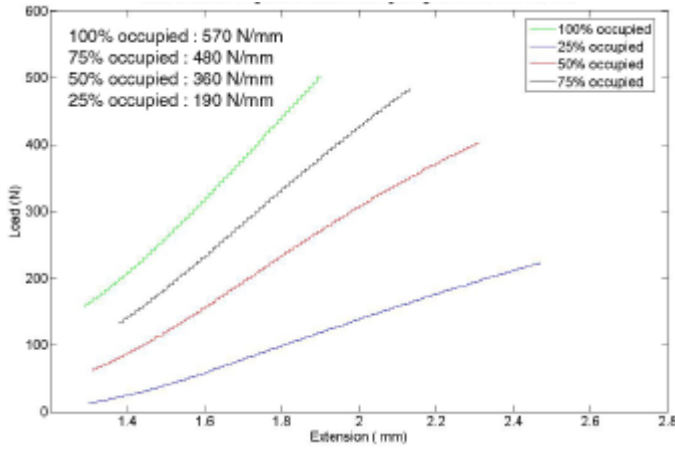 600
100% occupied : 570 N/mm
75% occupied : 480 N/mm
50% occupied : 360 N/mm
25% occupied : 190 N/mm
100% occupied
25% occupied
50% occupied
75% occupied
500
400
300
200
100
0
Load (N)
1.4 1.6 1.8 2 2.2 2.4 2.6 2.8
Extension ( mm)